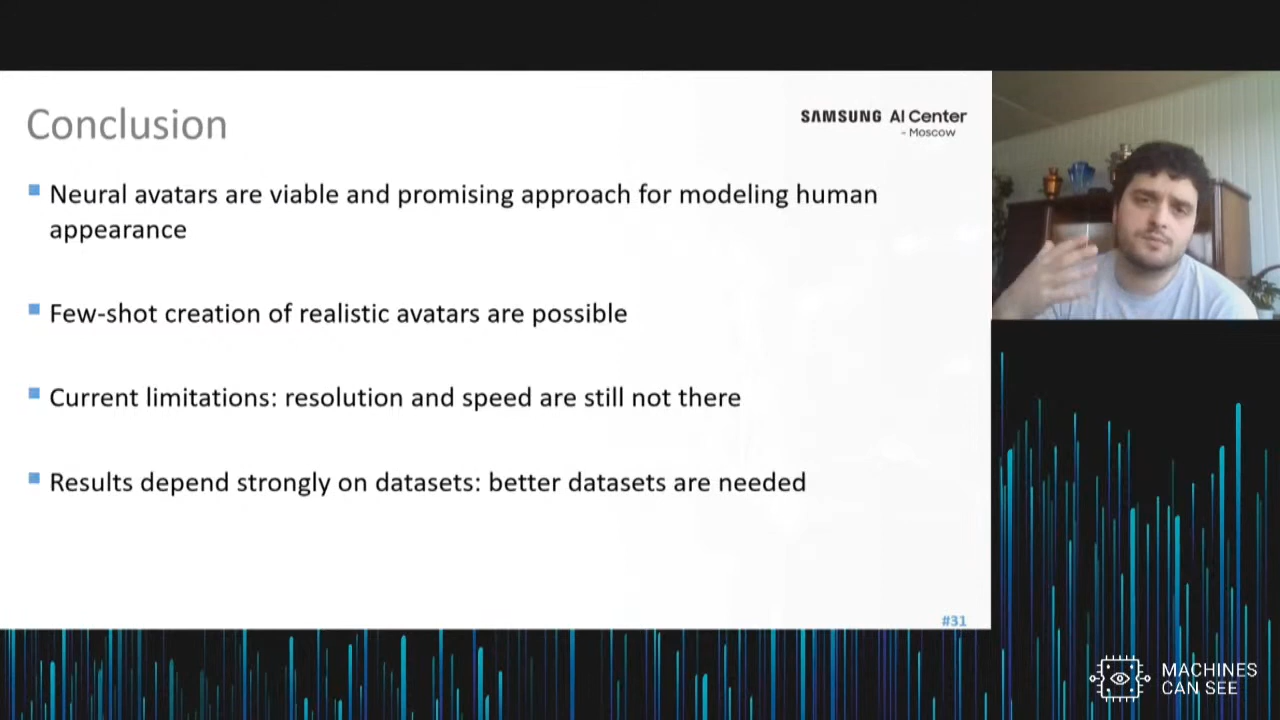 Conclusion
SAMSUNG AI Center
- Moscow
Neural avatars are viable and promising approach for modeling human
appearance
Few-shot creation of realistic avatars are possible
Current limitations: resolution and speed are still not there
Results depend strongly on datasets: better datasets are needed
#31
MACHINES
CAN SEE